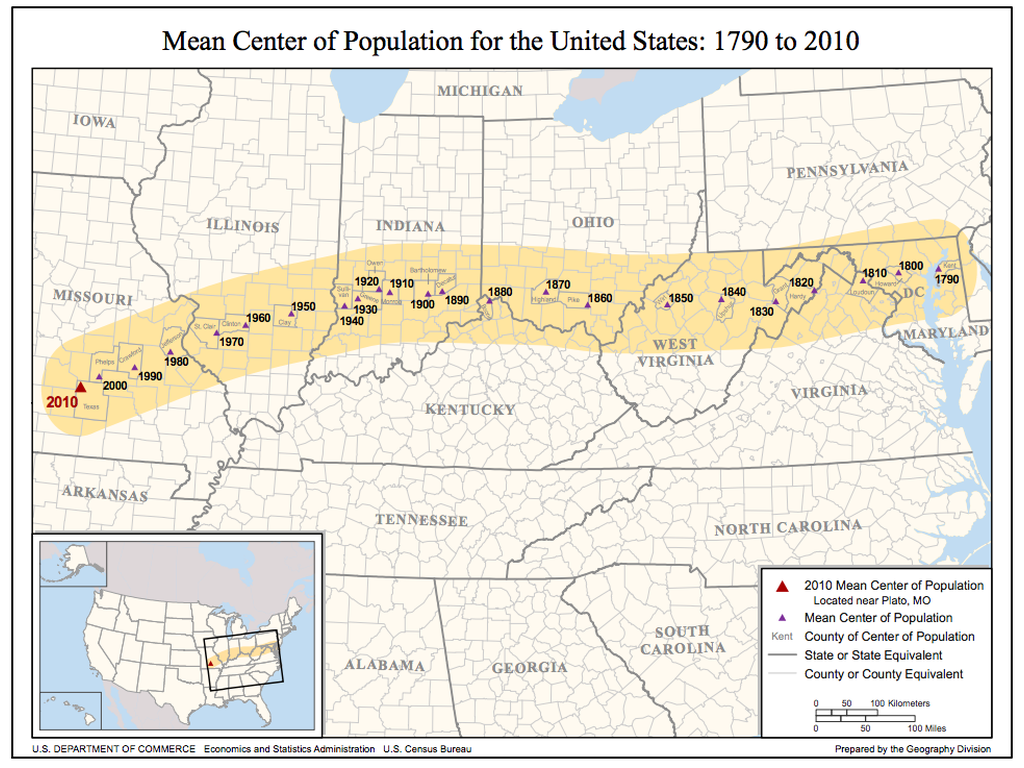 Mean Center of Population for the United States: 1790 to 2010
MICHIGAN
IOWA
PENNSYLVANIA
ILLINOIS
INDIANA
OHIO
MISSOURI
Owen
Bartholomew
Decatur
Sulli-
van
Greene
Monroe
1920
1910
1930
1940
1900
1890
1880
1870
Highland
Pike
1860
1850
1840
1830
Grant
Hardy
1820
1810
Loudoun
1800
Howard
Kent
1790
DC
MARYLAND
1950
Clay
1960
Clinton
St. Clair
1970
Jefferson
1980
Crawford
Phelps
1990
2000
2010
Texas
WEST
VIRGINIA
VIRGINIA
KENTUCKY
ARKANSAS
TENNESSEE
NORTH CAROLINA
SOUTH
CAROLINA
ALABAMA
GEORGIA
2010 Mean Center of Population
Located near Plato, MO
Mean Center of Population
Kent County of Center of Population
State or State Equivalent
County or County Equivalent
0 50 100 Kilometers
0 50 100 Miles
U.S. DEPARTMENT OF COMMERCE Economics and Statistics Administration U.S. Census Bureau
Prepared by the Geography Division